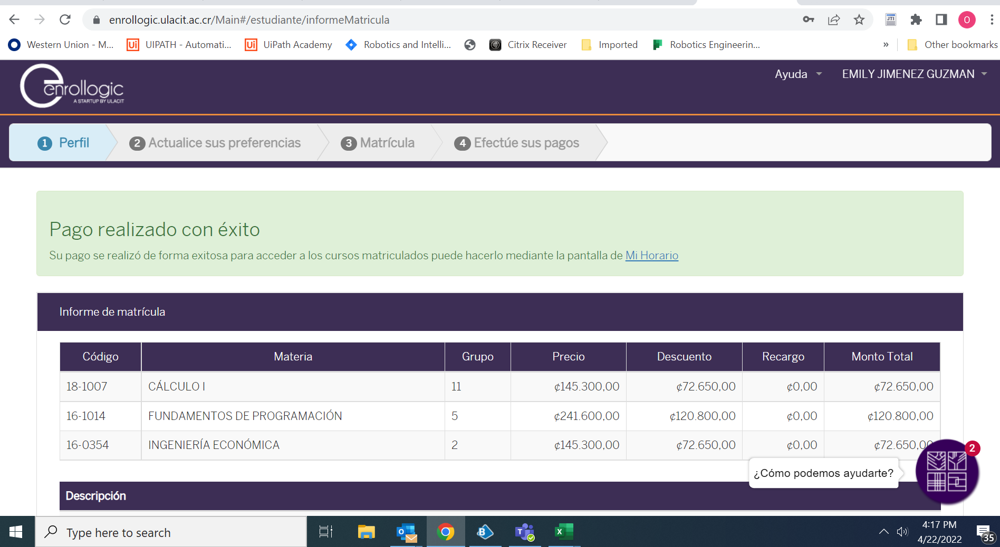 enrollogic.ulacit.ac.cr/Main#/estudiante/informeMatricula
JTI
O
Western Union - M...
Ui UIPATH - Automati...
Ui UiPath Academy
Robotics and Intelli...
Citrix Receiver
Imported
Robotics Engineerin...
»
Other bookmarks
enrollogic
A STARTUP BY ULACIT
Ayuda
EMILY JIMENEZ GUZMAN
1 Perfil
2 Actualice sus preferencias
3 Matrícula
4 Efectúe sus pagos
Pago realizado con éxito
Su pago se realizó de forma exitosa para acceder a los cursos matriculados puede hacerlo mediante la pantalla de Mi Horario
Informe de matrícula
Código Materia Grupo Precio Descuento Recargo Monto Total
18-1007 CÁLCULO I 11 ¢145.300,00 ¢72.650,00 ¢0,00 ¢72.650,00
16-1014 FUNDAMENTOS DE PROGRAMACIÓN 5 ¢241.600,00 ¢120.800,00 ¢0,00 ¢120.800,00
16-0354 INGENIERÍA ECONÓMICA 2 ¢145.300,00 ¢72.650,00 ¢0,00 ¢72.650,00
2
¿Cómo podemos ayudarte?
Descripción
Type here to search
4:17 PM
4/22/2022
35